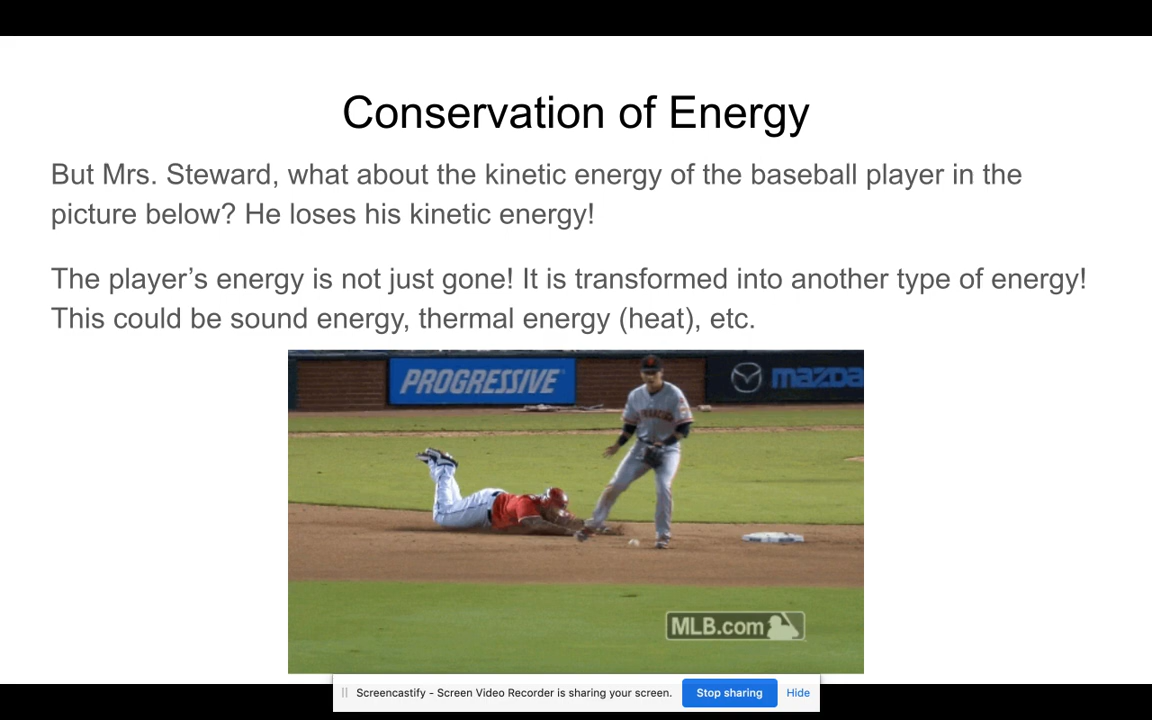 Conservation of Energy
But Mrs. Steward, what about the kinetic energy of the baseball player in the
picture below? He loses his kinetic energy!
The player’s energy is not just gone! It is transformed into another type of energy!
This could be sound energy, thermal energy (heat), etc.
PROGRESSIVE
mazda
MLB.com
Screencastify - Screen Video Recorder is sharing your screen. Stop sharing Hide